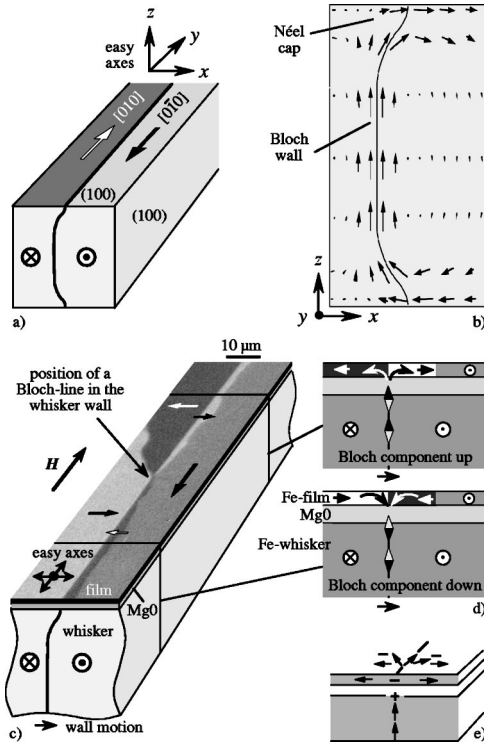 a)
z
y
x
easy
axes
[010]
[01̄0]
(100)
(100)
Néel
cap
Bloch
wall
z
y
x
b)
10 μm
position of a
Bloch-line in the
whisker wall
H
easy axes
film
MgO
whisker
c)
wall motion
Bloch component up
Fe-film
MgO
Fe-whisker
Bloch component down
d)
e)